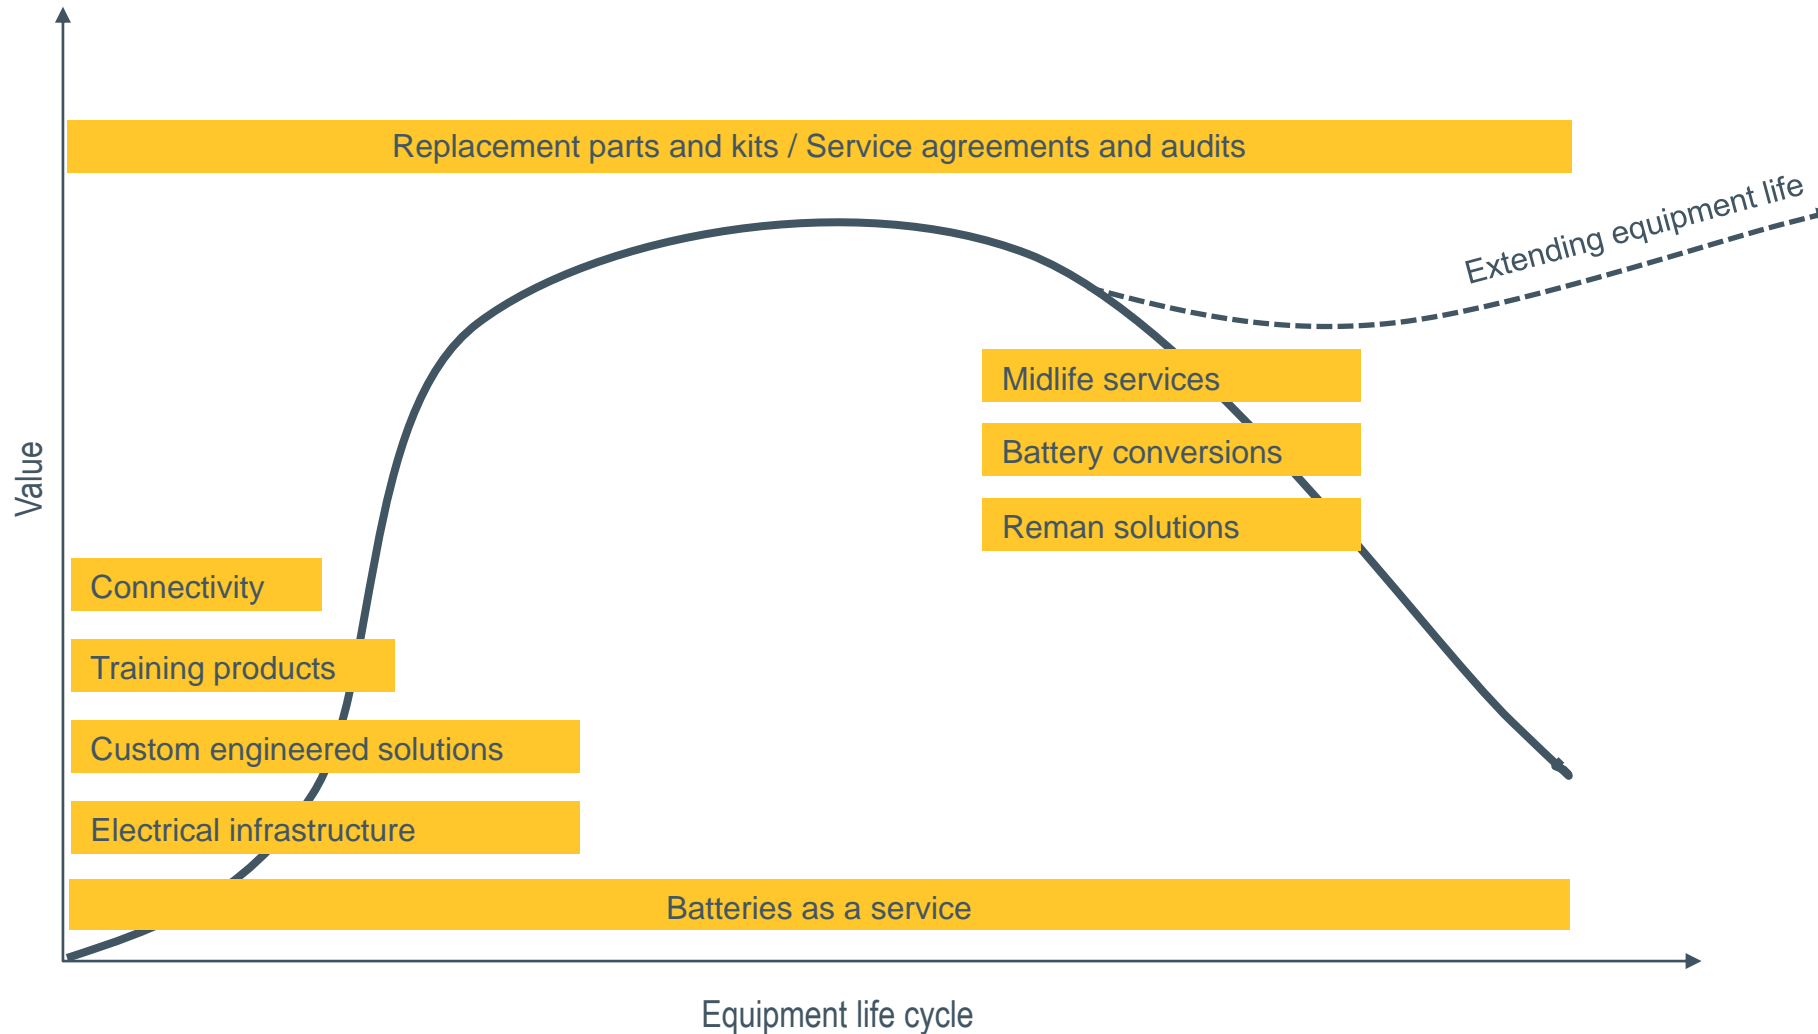 Replacement parts and kits / Service agreements and audits
Extending equipment life
Midlife services
Battery conversions
Reman solutions
Value
Connectivity
Training products
Custom engineered solutions
Electrical infrastructure
Batteries as a service
Equipment life cycle